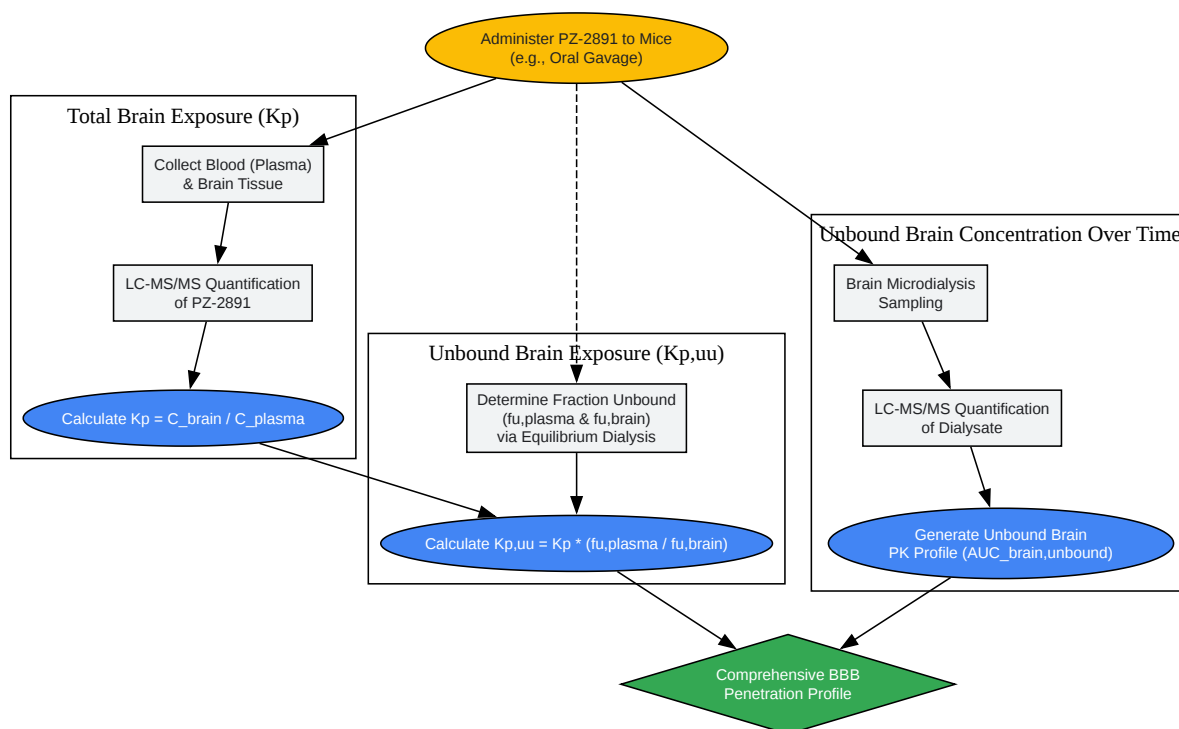 Administer PZ-2891 to Mice
(e.g., Oral Gavage)
Total Brain Exposure (Kp)
Collect Blood (Plasma)
& Brain Tissue
LC-MS/MS Quantification
of PZ-2891
Calculate Kp = C_brain / C_plasma
Unbound Brain Exposure (Kp,uu)
Determine Fraction Unbound
(fu,plasma & fu,brain)
via Equilibrium Dialysis
Calculate Kp,uu = Kp * (fu,plasma / fu,brain)
Unbound Brain Concentration Over Time
Brain Microdialysis
Sampling
LC-MS/MS Quantification
of Dialysate
Generate Unbound Brain
PK Profile (AUC_brain,unbound)
Comprehensive BBB
Penetration Profile